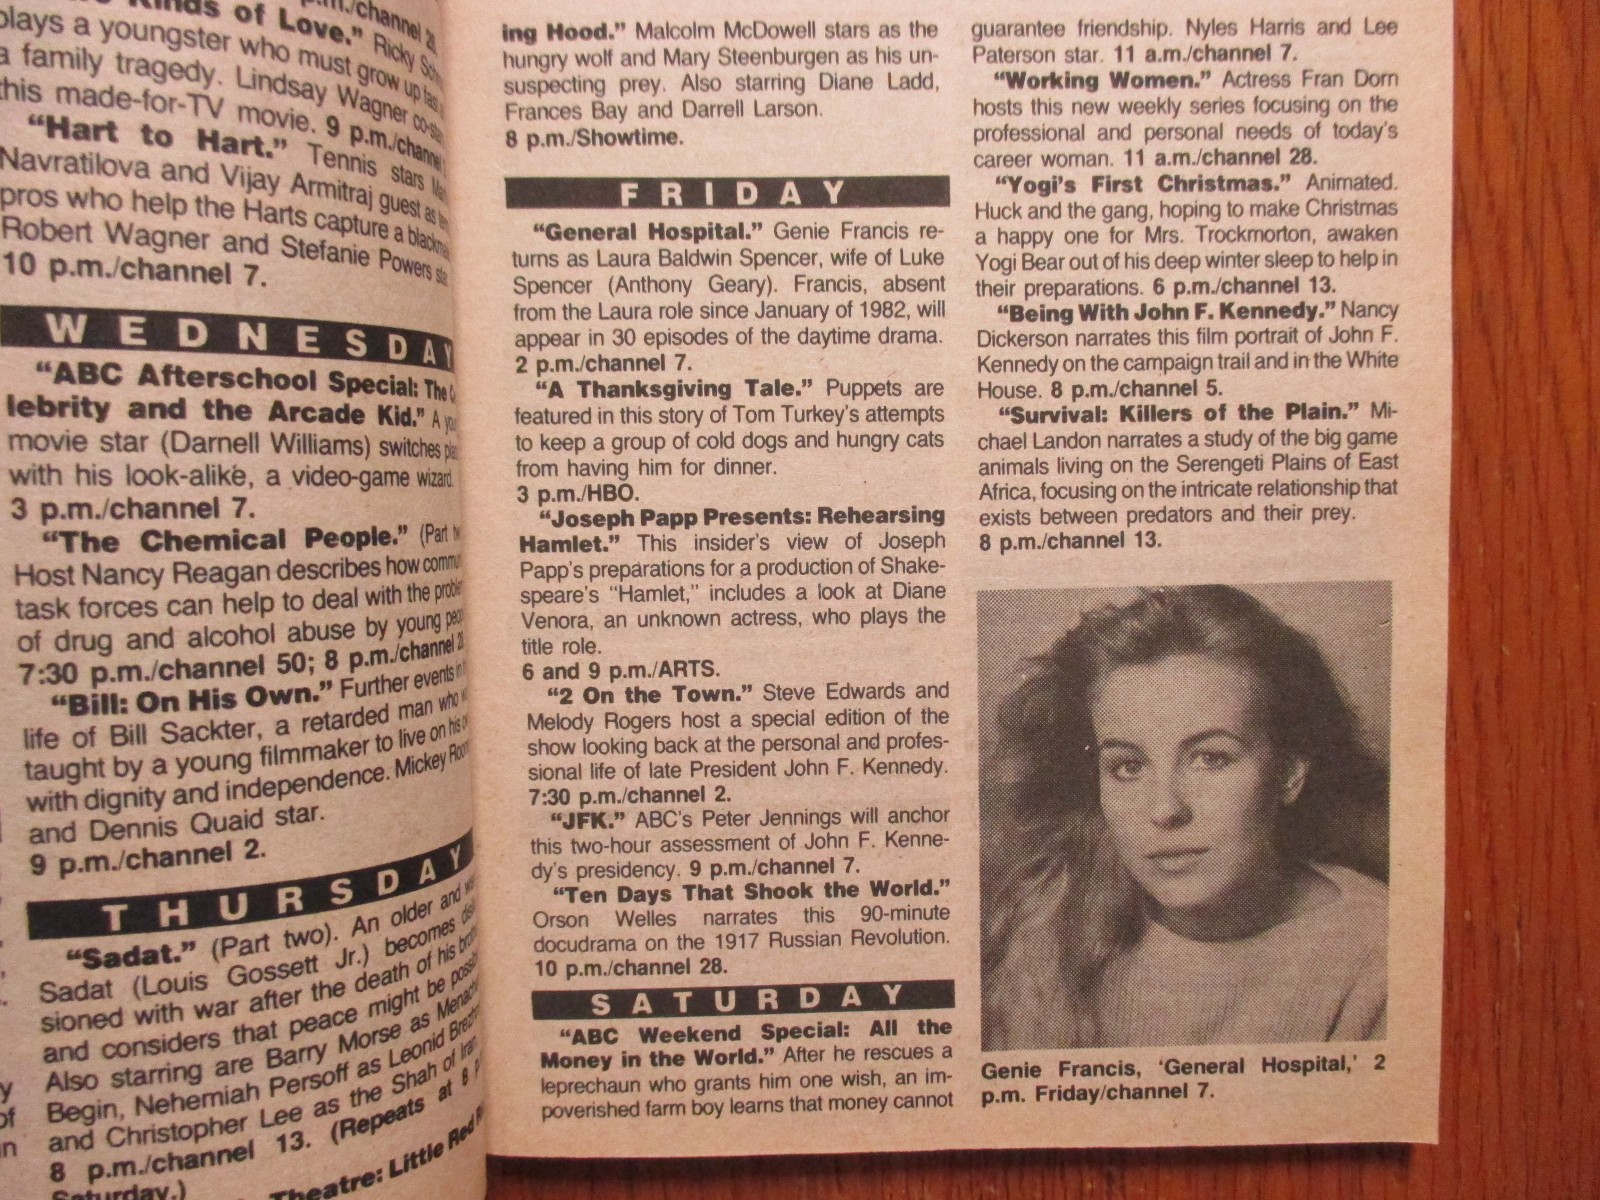 Kinds of Love." Ricky
plays a youngster who must grow up fast
a family tragedy. Lindsay Wagner co-stars
this made-for-TV movie. 9 p.m./channel
"Hart to Hart." Tennis stars
Navratilova and Vijay Armitraj guest as
pros who help the Harts capture a
Robert Wagner and Stefanie Powers
10 p.m./channel 7.
WEDNESDAY
"ABC Afterschool Special: The
lebrity and the Arcade Kid." A
movie star (Darnell Williams) switches
with his look-alike, a video-game wizard.
3 p.m./channel 7.
"The Chemical People." (Part
Host Nancy Reagan describes how
task forces can help to deal with the
of drug and alcohol abuse by young
7:30 p.m./channel 50; 8 p.m./channel
"Bill: On His Own." Further events in
life of Bill Sackter, a retarded man who
taught by a young filmmaker to live on his
with dignity and independence. Mickey
and Dennis Quaid star.
9 p.m./channel 2.
THURSDAY
"Sadat." (Part two). An older and
Sadat (Louis Gossett Jr.) becomes
sioned with war after the death of his
and considers that peace might be
Also starring are Barry Morse as
Begin, Nehemiah Persoff as Leonid
and Christopher Lee as the Shah of Iran.
8 p.m./channel 13. (Repeats at 8
Saturday.)
Theatre: Little Red
ing Hood." Malcolm McDowell stars as the
hungry wolf and Mary Steenburgen as his un-
suspecting prey. Also starring Diane Ladd,
Frances Bay and Darrell Larson.
8 p.m./Showtime.
FRIDAY
"General Hospital." Genie Francis re-
turns as Laura Baldwin Spencer, wife of Luke
Spencer (Anthony Geary). Francis, absent
from the Laura role since January of 1982, will
appear in 30 episodes of the daytime drama.
2 p.m./channel 7.
"A Thanksgiving Tale." Puppets are
featured in this story of Tom Turkey's attempts
to keep a group of cold dogs and hungry cats
from having him for dinner.
3 p.m./HBO.
"Joseph Papp Presents: Rehearsing
Hamlet." This insider's view of Joseph
Papp's preparations for a production of Shake-
speare's "Hamlet," includes a look at Diane
Venora, an unknown actress, who plays the
title role.
6 and 9 p.m./ARTS.
"2 On the Town." Steve Edwards and
Melody Rogers host a special edition of the
show looking back at the personal and profes-
sional life of late President John F. Kennedy.
7:30 p.m./channel 2.
"JFK." ABC's Peter Jennings will anchor
this two-hour assessment of John F. Kenne-
dy's presidency. 9 p.m./channel 7.
"Ten Days That Shook the World."
Orson Welles narrates this 90-minute
docudrama on the 1917 Russian Revolution.
10 p.m./channel 28.
SATURDAY
"ABC Weekend Special: All the
Money in the World." After he rescues a
leprechaun who grants him one wish, an im-
poverished farm boy learns that money cannot
guarantee friendship. Nyles Harris and Lee
Paterson star. 11 a.m./channel 7.
"Working Women." Actress Fran Dorn
hosts this new weekly series focusing on the
professional and personal needs of today's
career woman. 11 a.m./channel 28.
"Yogi's First Christmas." Animated.
Huck and the gang, hoping to make Christmas
a happy one for Mrs. Trockmorton, awaken
Yogi Bear out of his deep winter sleep to help in
their preparations. 6 p.m./channel 13.
"Being With John F. Kennedy." Nancy
Dickerson narrates this film portrait of John F.
Kennedy on the campaign trail and in the White
House. 8 p.m./channel 5.
"Survival: Killers of the Plain." Mi-
chael Landon narrates a study of the big game
animals living on the Serengeti Plains of East
Africa, focusing on the intricate relationship that
exists between predators and their prey.
8 p.m./channel 13.
Genie Francis, 'General Hospital,' 2
p.m. Friday/channel 7.